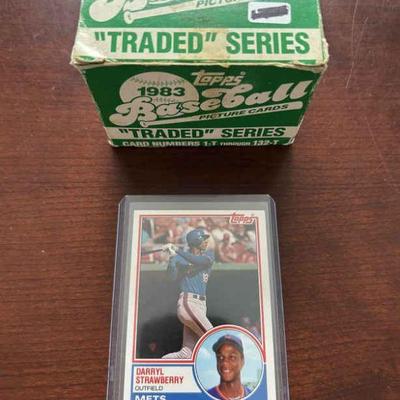 "TRADED" SERIES
Topps
1983
Baseball
PICTURE CARDS
"TRADED" SERIES
CARD NUMBERS 1-T THROUGH 132-T
Topps
DARRYL
STRAWBERRY
OUTFIELD
METS